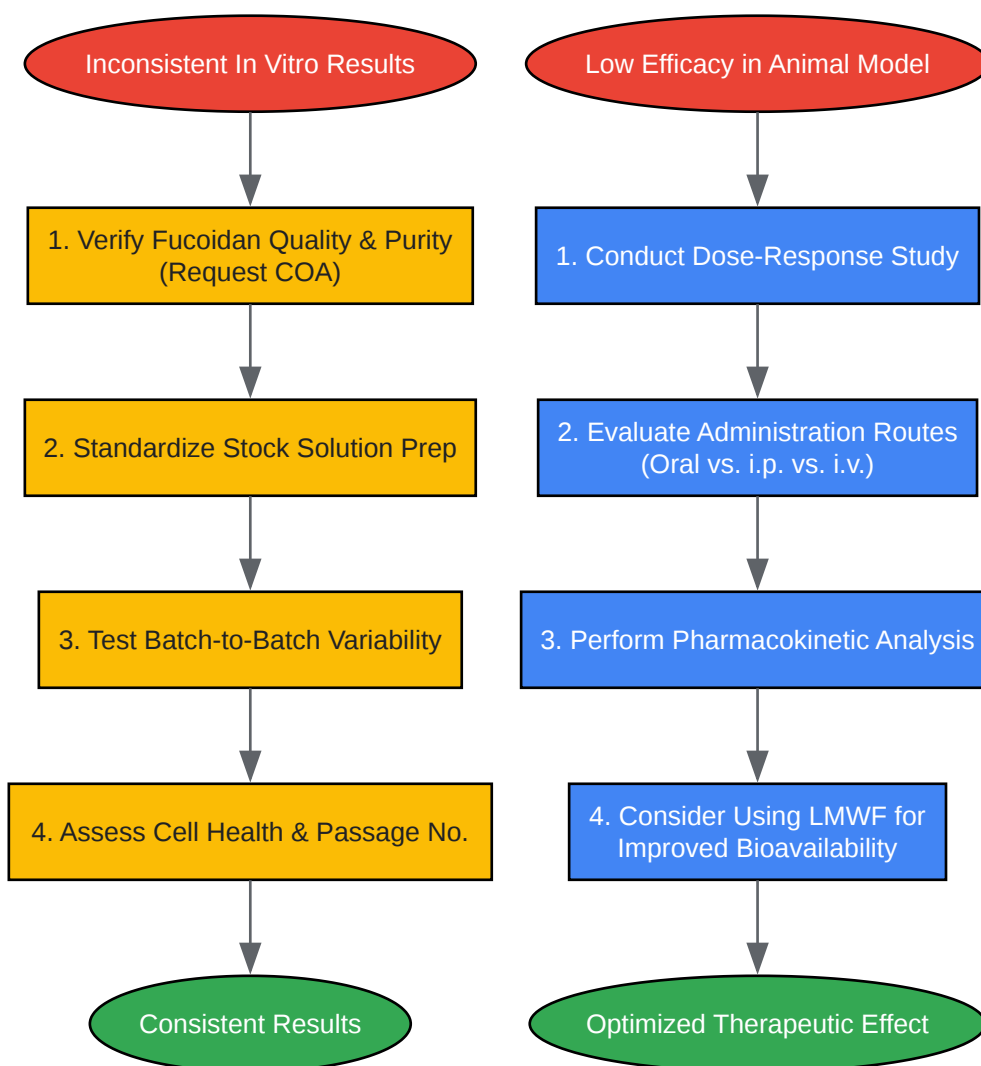 Inconsistent In Vitro Results
1. Verify Fucoidan Quality & Purity
(Request COA)
2. Standardize Stock Solution Prep
3. Test Batch-to-Batch Variability
4. Assess Cell Health & Passage No.
Consistent Results
Low Efficacy in Animal Model
1. Conduct Dose-Response Study
2. Evaluate Administration Routes
(Oral vs. i.p. vs. i.v.)
3. Perform Pharmacokinetic Analysis
4. Consider Using LMWF for
Improved Bioavailability
Optimized Therapeutic Effect